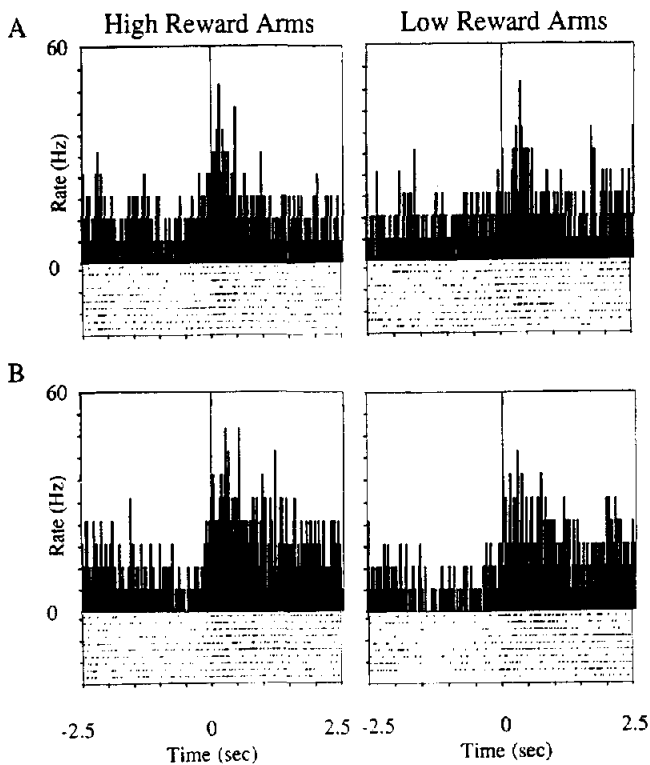 A
High Reward Arms
Low Reward Arms
60
Rate (Hz)
0
B
60
Rate (Hz)
0
-2.5 0 2.5
-2.5 0 2.5
Time (sec)
Time (sec)